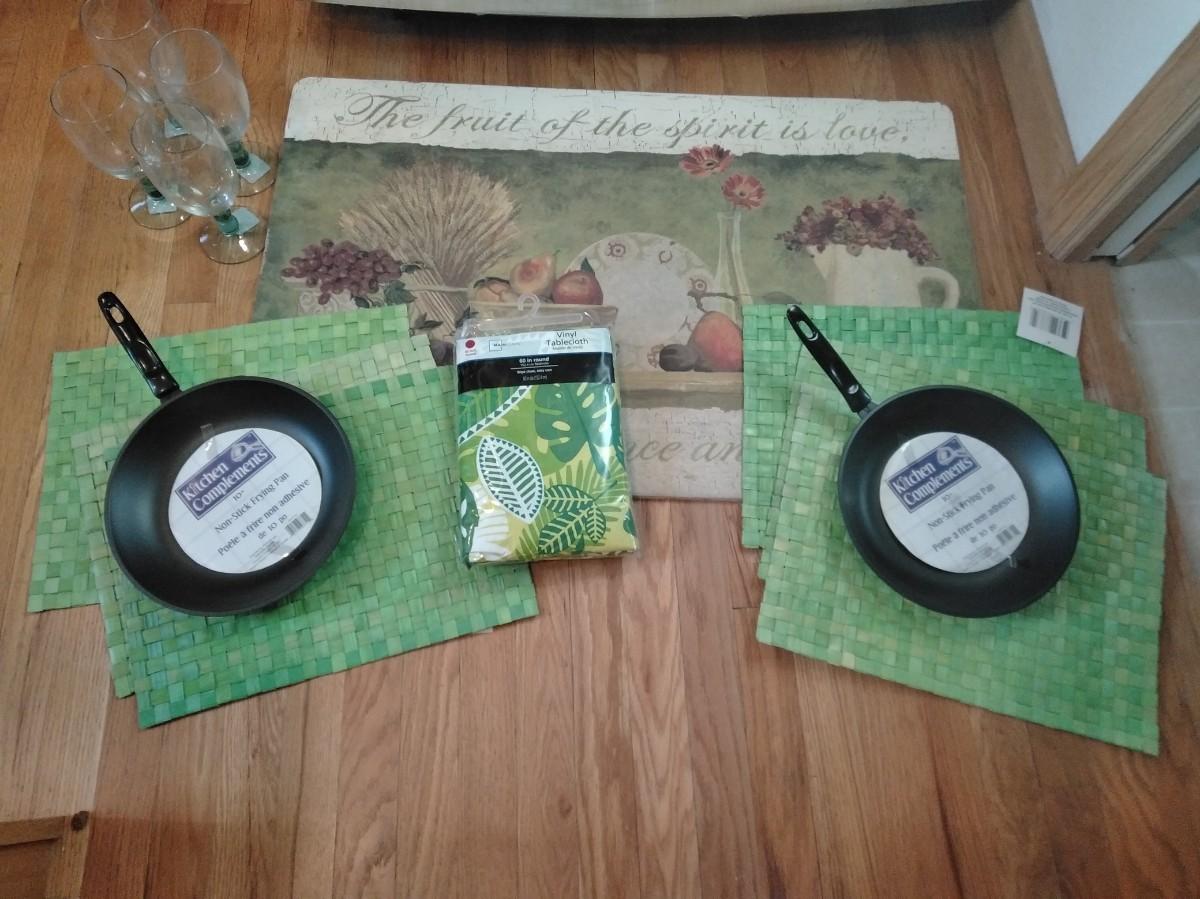 The fruit of the spirit is love,
Vinyl
Tablecloth
60 in round
nce an
Kitchen
Complements
10"
Non-Stick Frying Pan
Poêle a frire non adhésive
de 10 po
Kitchen
Complements
10"
Non-Stick Frying Pan
Poêle a frire non adhésive
de 10 po